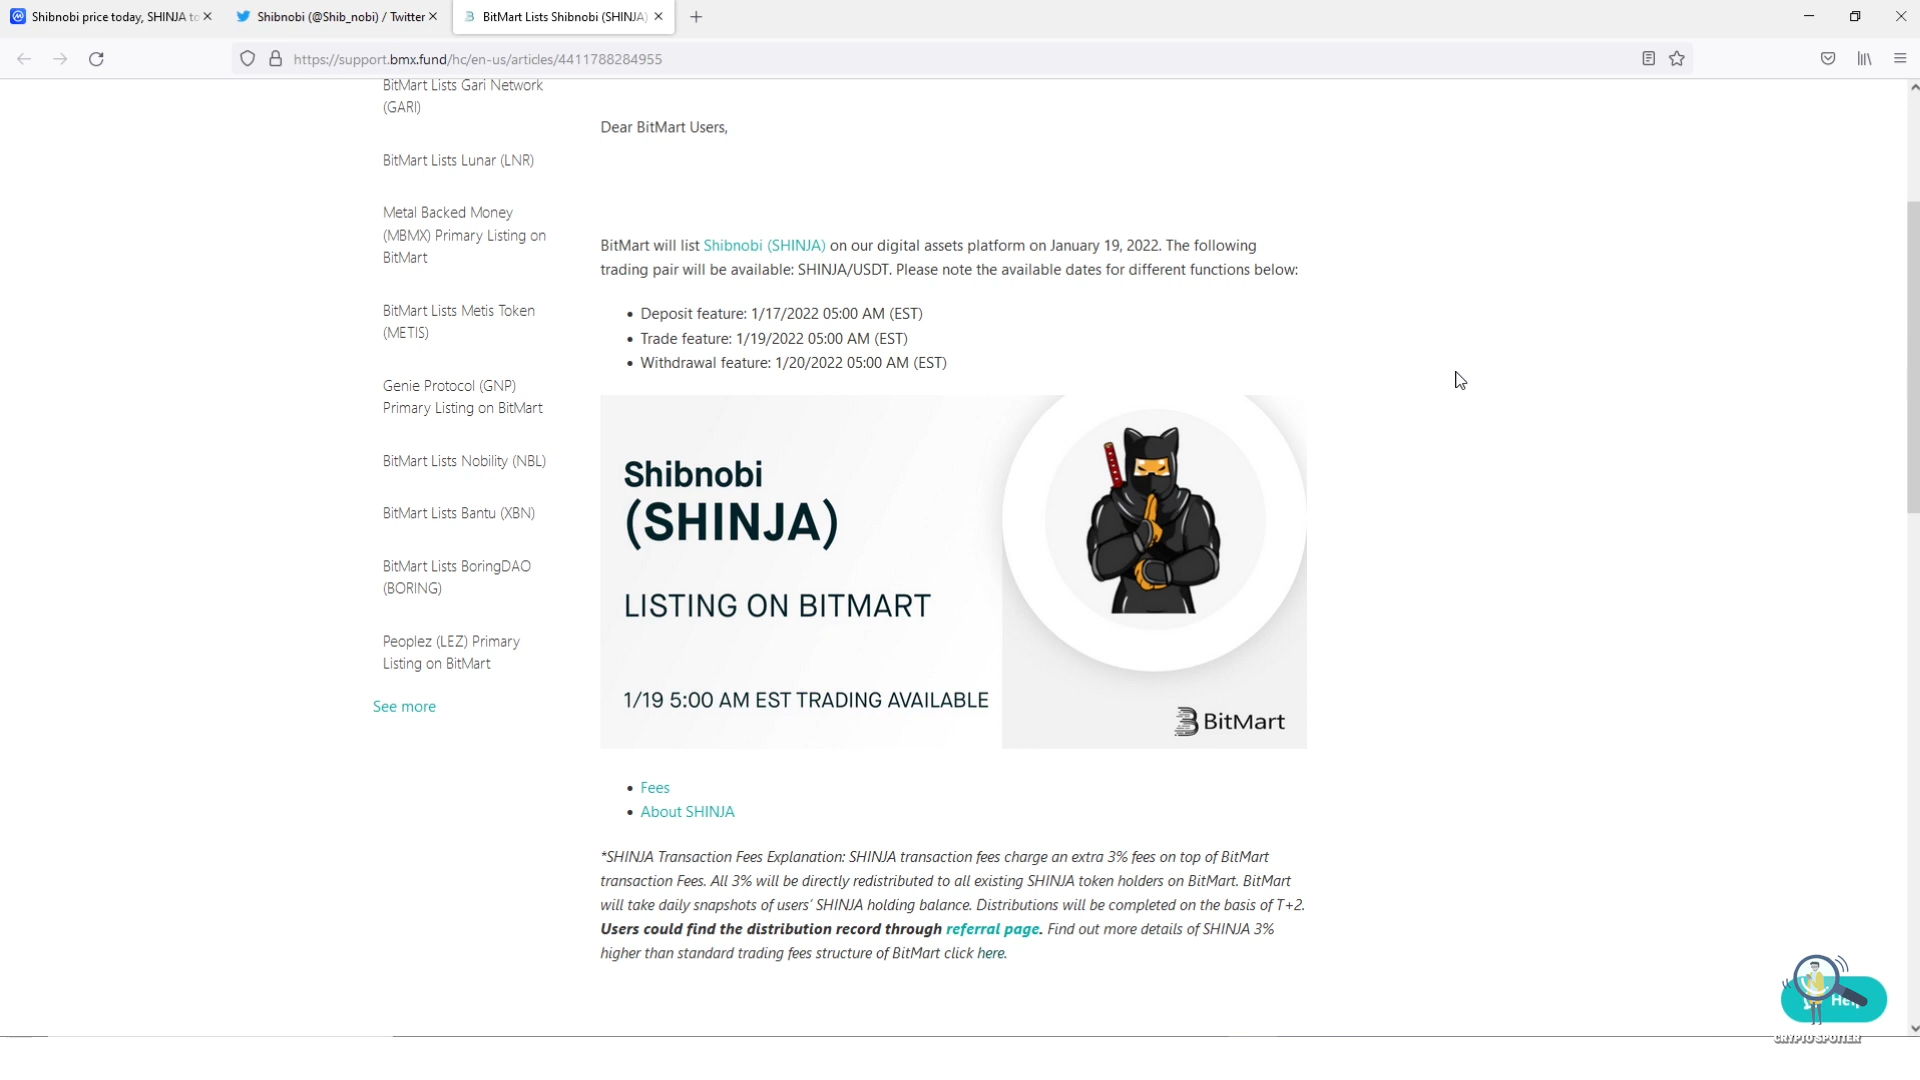 Shibnobi price today, SHINJA to
Shibnobi (@Shib_nobi) / Twitter
BitMart Lists Shibnobi (SHINJA)
https://support.bmx.fund/hc/en-us/articles/4411788284955
BitMart Lists Gari Network
(GARI)
BitMart Lists Lunar (LNR)
Metal Backed Money
(MBMX) Primary Listing on
BitMart
BitMart Lists Metis Token
(METIS)
Genie Protocol (GNP)
Primary Listing on BitMart
BitMart Lists Nobility (NBL)
BitMart Lists Bantu (XBN)
BitMart Lists BoringDAO
(BORING)
Peoplez (LEZ) Primary
Listing on BitMart
See more
Dear BitMart Users,
BitMart will list Shibnobi (SHINJA) on our digital assets platform on January 19, 2022. The following
trading pair will be available: SHINJA/USDT. Please note the available dates for different functions below:
• Deposit feature: 1/17/2022 05:00 AM (EST)
• Trade feature: 1/19/2022 05:00 AM (EST)
• Withdrawal feature: 1/20/2022 05:00 AM (EST)
Shibnobi
(SHINJA)
LISTING ON BITMART
1/19 5:00 AM EST TRADING AVAILABLE
BitMart
• Fees
• About SHINJA
*SHINJA Transaction Fees Explanation: SHINJA transaction fees charge an extra 3% fees on top of BitMart
transaction Fees. All 3% will be directly redistributed to all existing SHINJA token holders on BitMart. BitMart
will take daily snapshots of users' SHINJA holding balance. Distributions will be completed on the basis of T+2.
Users could find the distribution record through referral page. Find out more details of SHINJA 3%
higher than standard trading fees structure of BitMart click here.
CRYPTO SPOTTER